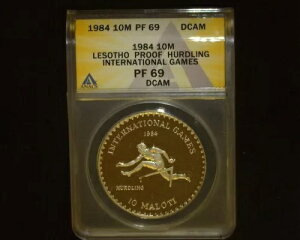 1984 10M PF 69 DCAM
1984 10M
LESOTHO PROOF HURDLING
INTERNATIONAL GAMES
PF 69
DCAM
ANACS
INTERNATIONAL GAMES
1984
HURDLING
10 MALOTI